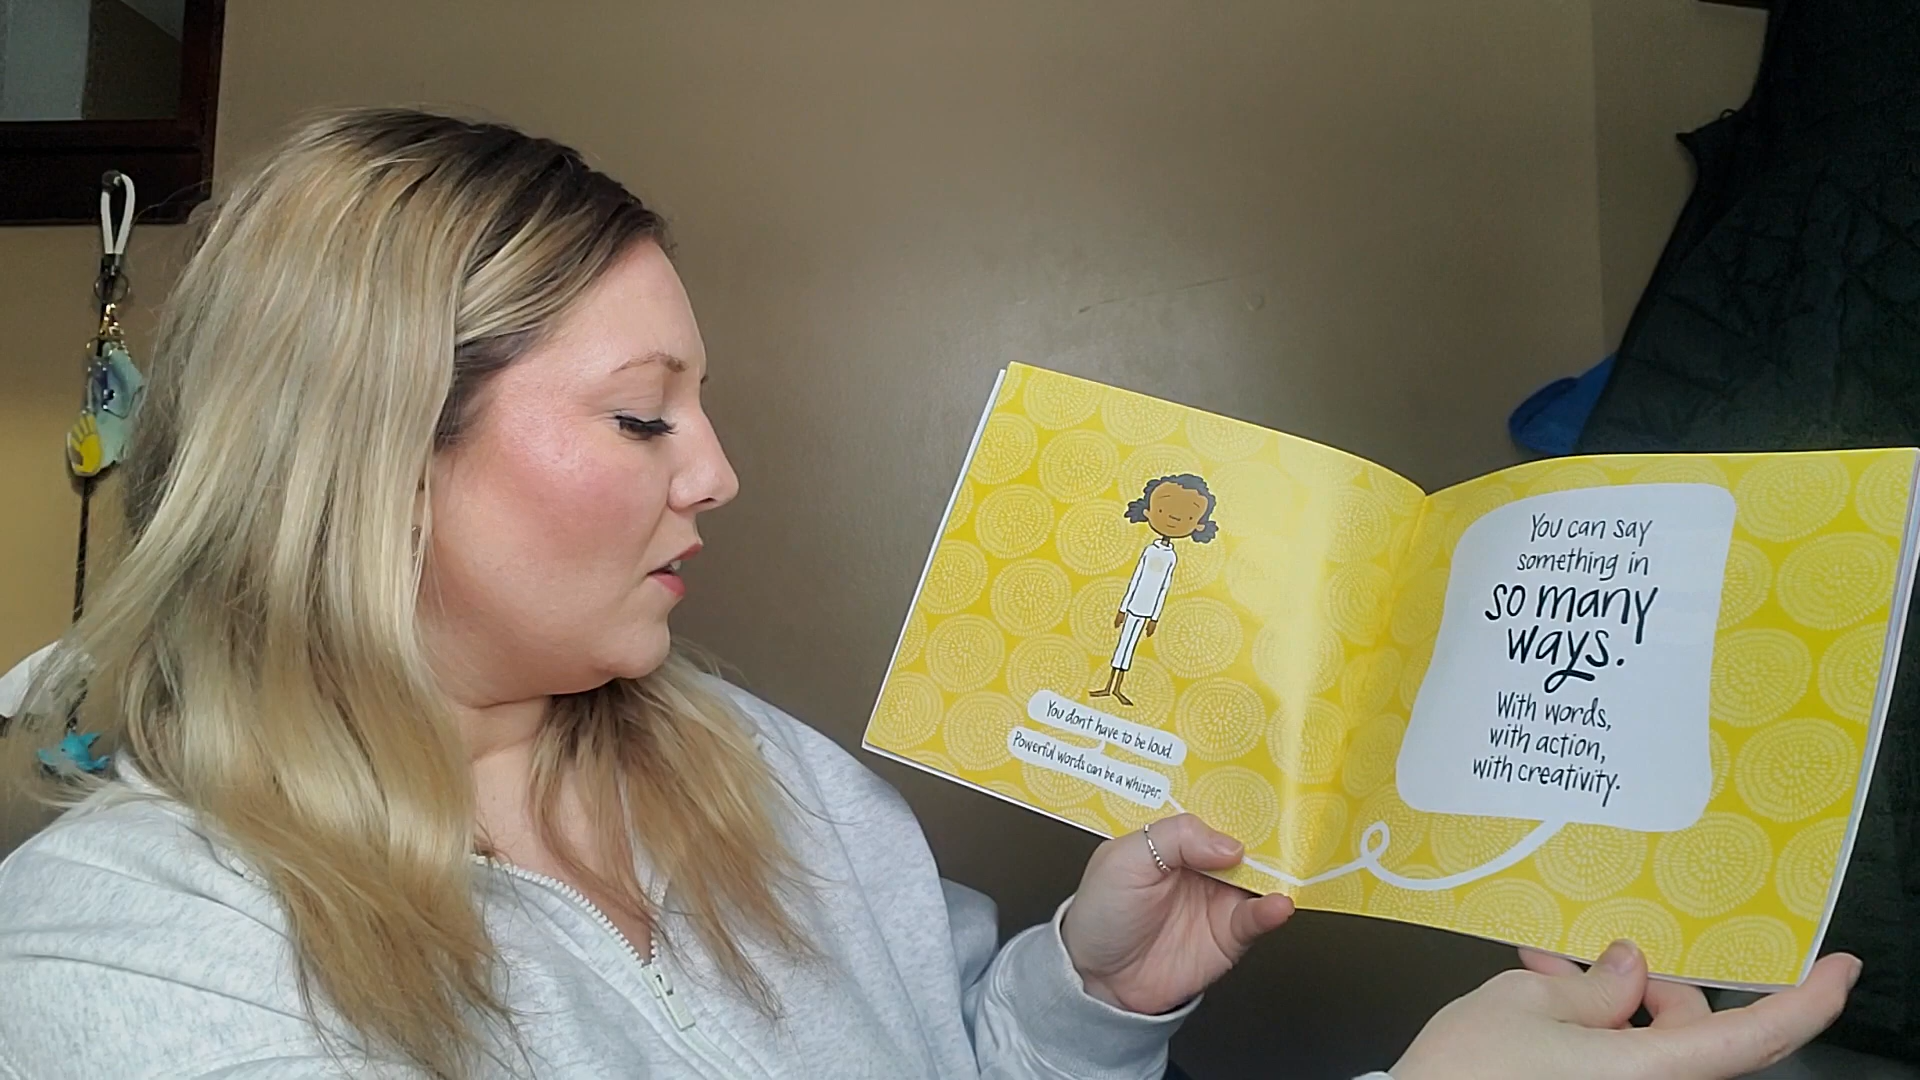 You don't have to be loud.
Powerful words can be a whisper.
You can say
something in
so many
ways.
With words,
with action,
with creativity.